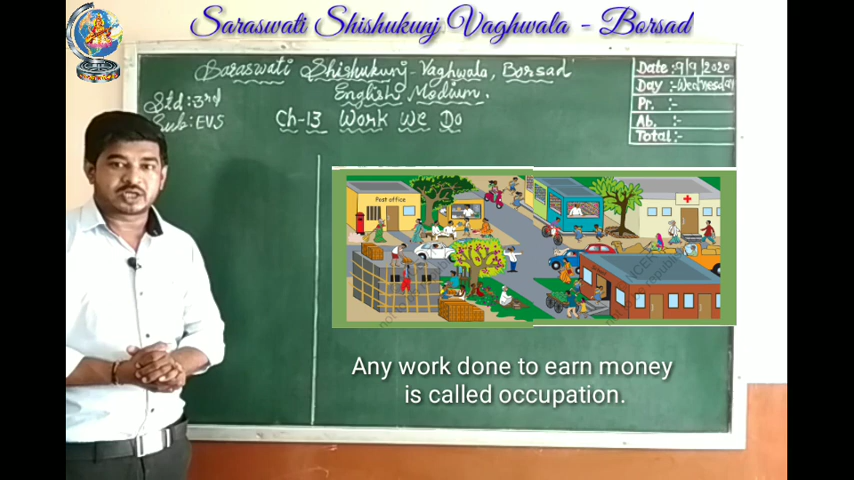 Saraswati Shishukunj Vaghwala - Borsad
Saraswati Shishukunj-Vaghwala, Borsad
English Medium.
Std:3rd
Sub:EVS
Ch-13 Work We Do
Date :-9/9/2020
Day :-Wednesday
Pr. :-
Ab. :-
Total:-
Post office
Any work done to earn money
is called occupation.